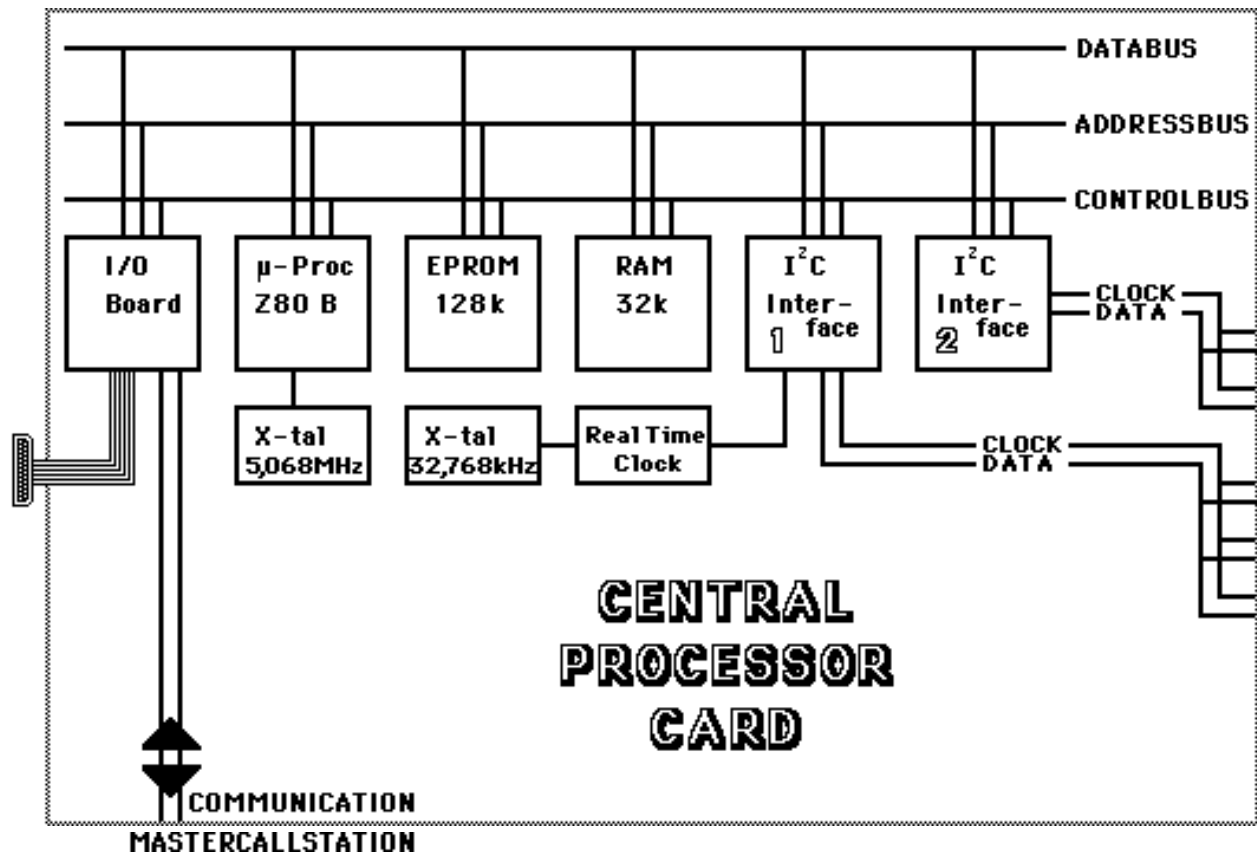 DATABUS
ADDRESSBUS
CONTROLBUS
I/O
Board
µ-Proc
Z80 B
EPROM
128k
RAM
32k
I²C
Inter-
face
1
I²C
Inter-
face
2
CLOCK
DATA
X-tal
5,068MHz
X-tal
32,768kHz
Real Time
Clock
CLOCK
DATA
CENTRAL
PROCESSOR
CARD
COMMUNICATION
MASTERCALLSTATION